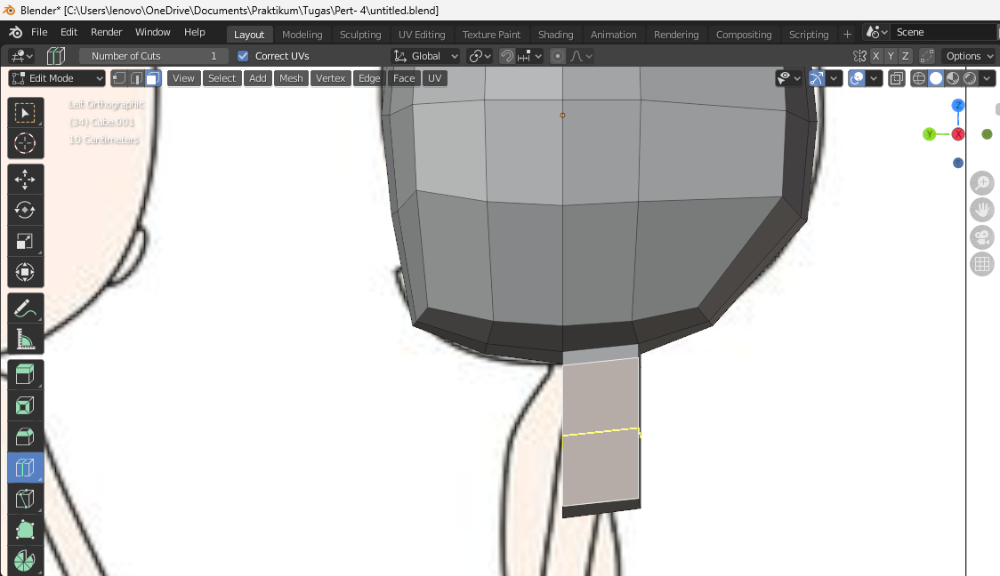 Blender* [C:\Users\lenovo\OneDrive\Documents\Praktikum\Tugas\Pert- 4\untitled.blend]
File Edit Render Window Help Layout Modeling Sculpting UV Editing Texture Paint Shading Animation Rendering Compositing Scripting + Scene
Number of Cuts 1 Correct UVs Global X Y Z Options
Edit Mode View Select Add Mesh Vertex Edge Face UV
Left Orthographic
(34) Cube.001
10 Centimeters
Z
Y X